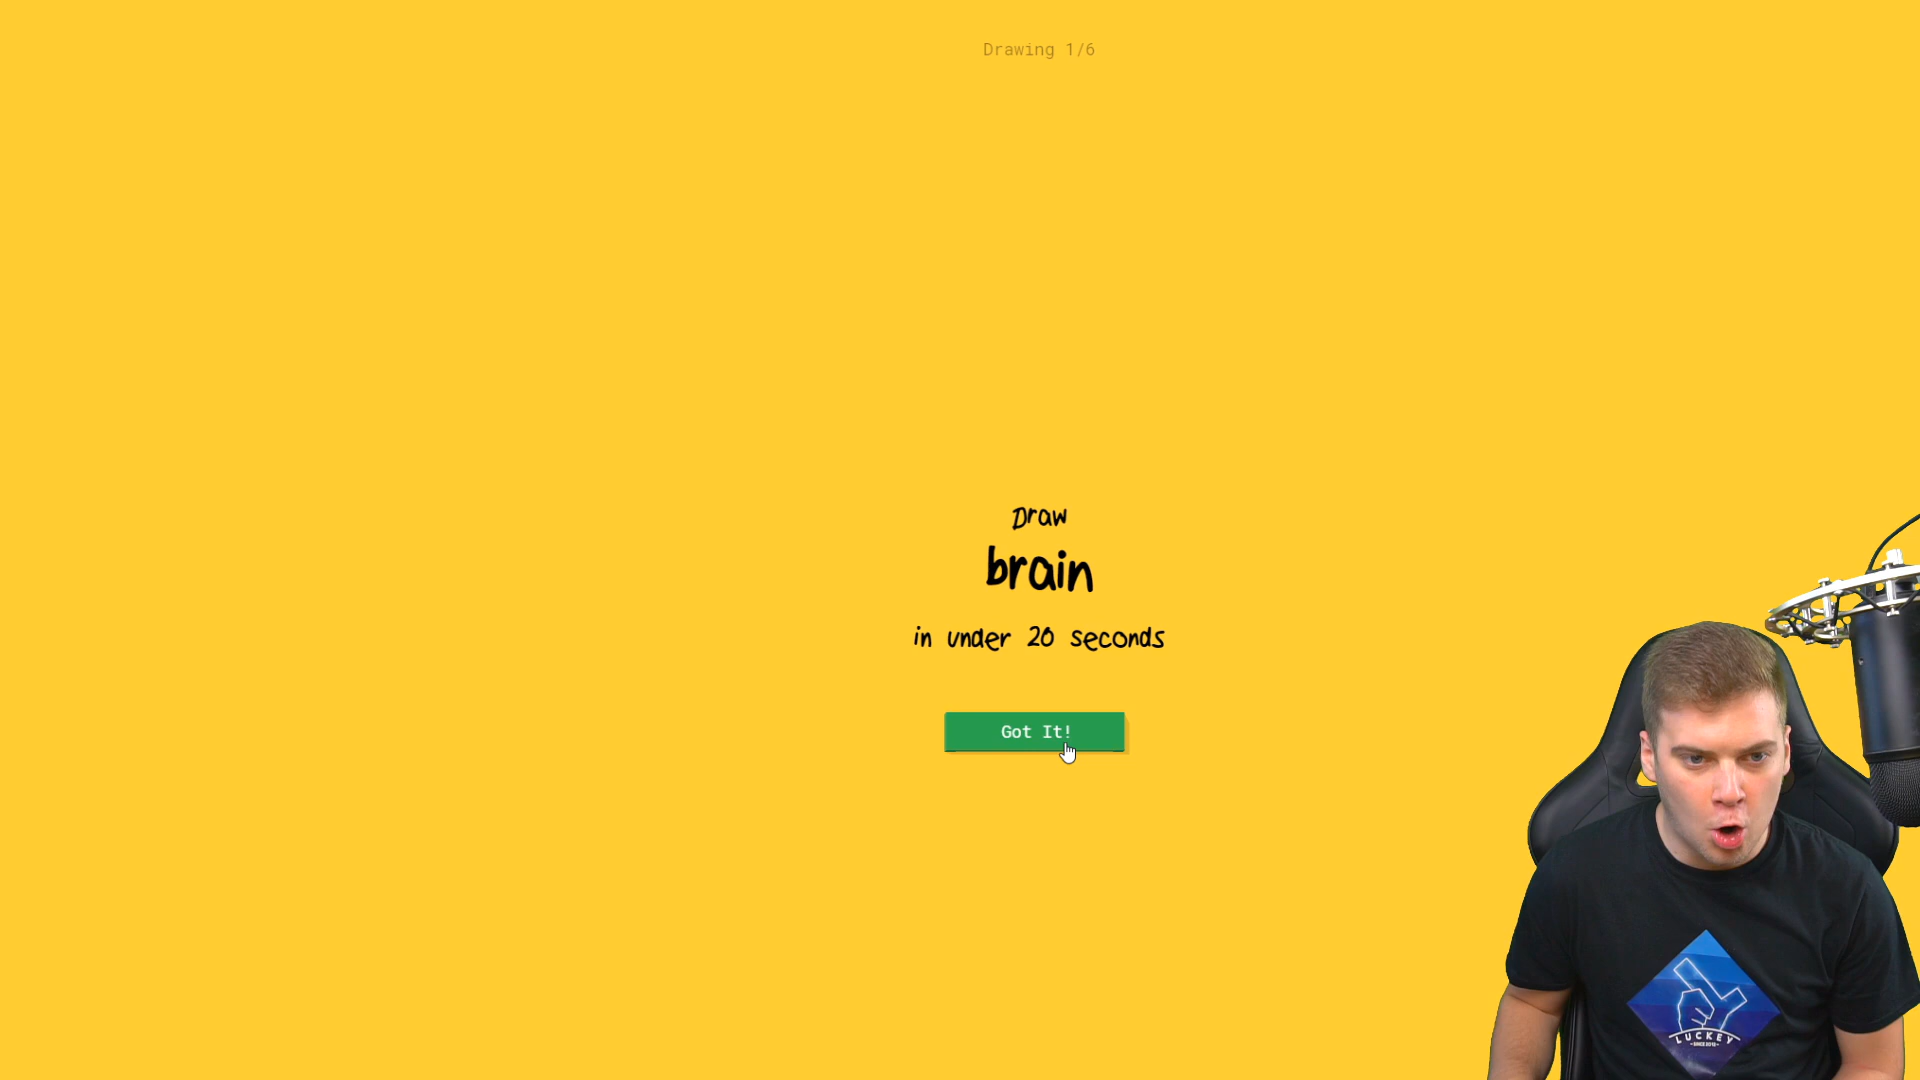 Drawing 1/6
Draw
brain
in under 20 seconds
Got It!
LUCKEY